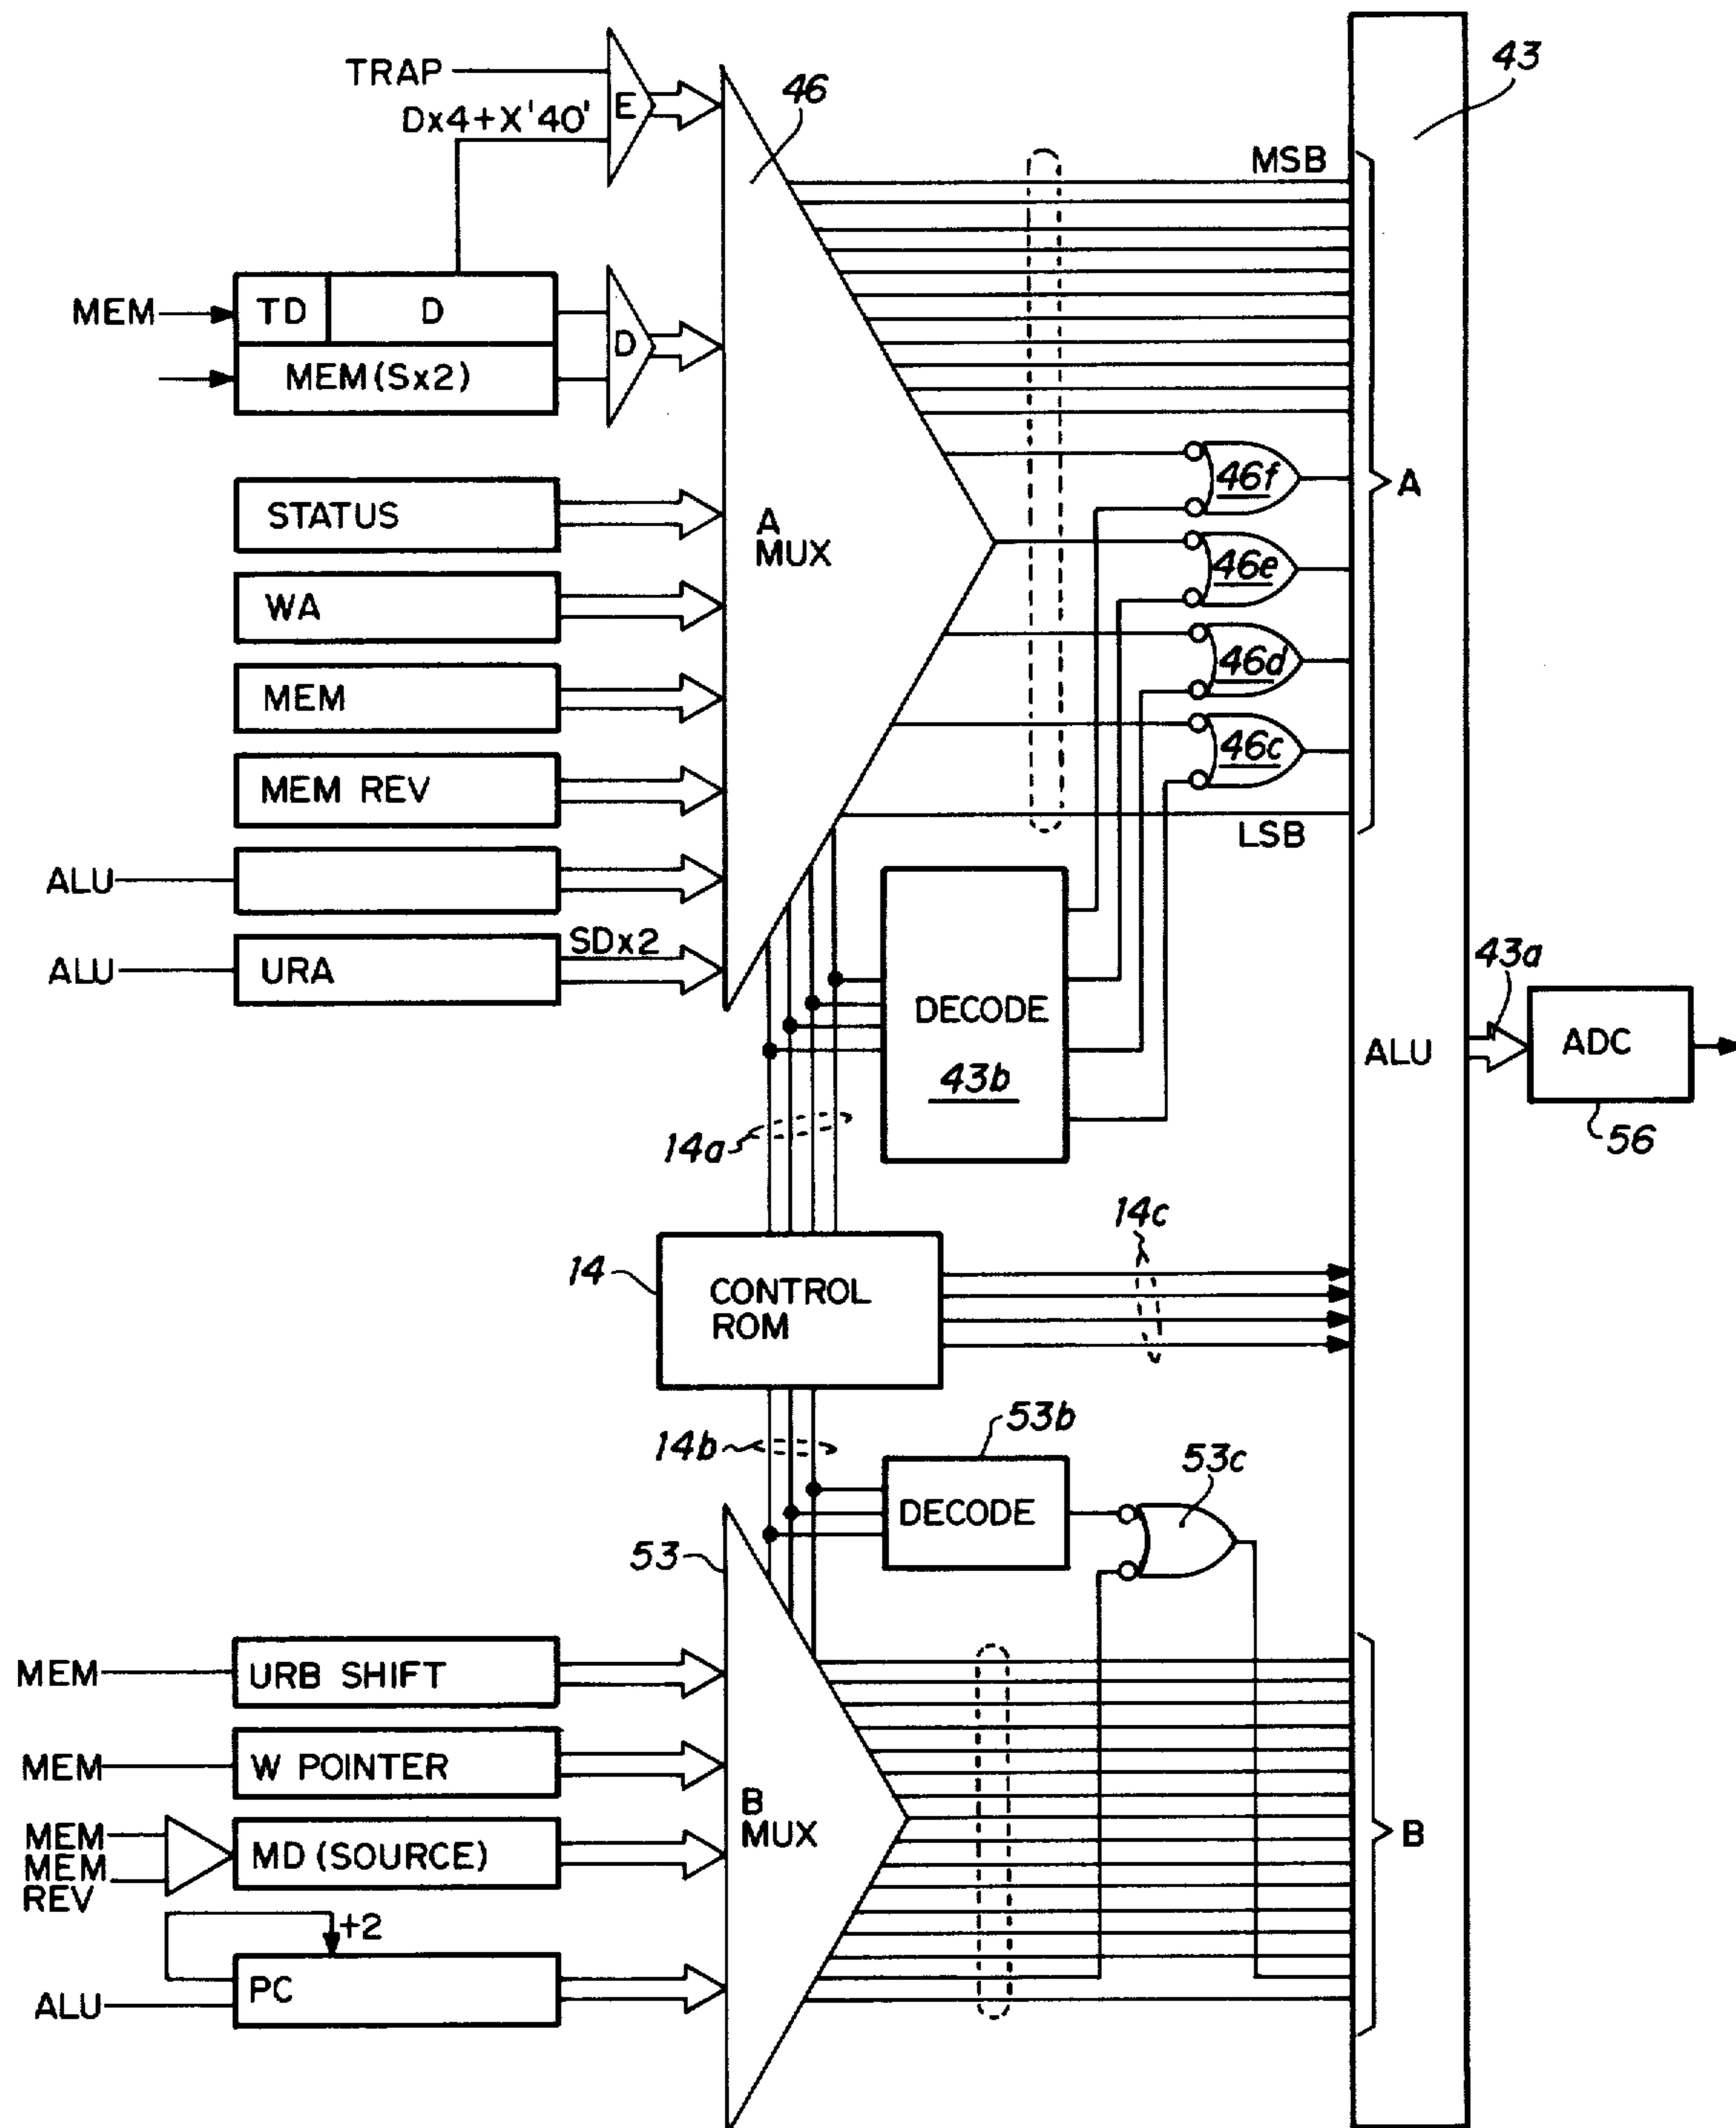 TRAP
Dx4+X'40'
E
46
43
MSB
MEM
TD
D
D
MEM (Sx2)
46f
A
STATUS
A
MUX
46e
WA
46d
MEM
46c
MEM REV
LSB
ALU
ALU
URA
SDx2
DECODE
43b
43a
ALU
ADC
56
14a
14c
14
CONTROL
ROM
14b
53b
53c
DECODE
53
MEM
URB SHIFT
MEM
W POINTER
B
MUX
MEM
MEM
REV
MD (SOURCE)
B
+2
PC
ALU